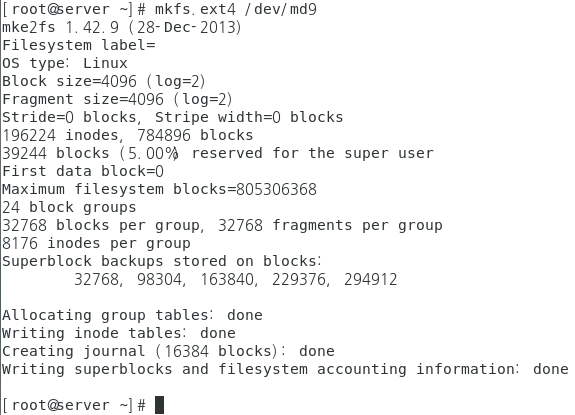 [root@server ~]# mkfs.ext4 /dev/md9
mke2fs 1.42.9 (28-Dec-2013)
Filesystem label=
OS type: Linux
Block size=4096 (log=2)
Fragment size=4096 (log=2)
Stride=0 blocks, Stripe width=0 blocks
196224 inodes, 784896 blocks
39244 blocks (5.00%) reserved for the super user
First data block=0
Maximum filesystem blocks=805306368
24 block groups
32768 blocks per group, 32768 fragments per group
8176 inodes per group
Superblock backups stored on blocks:
32768, 98304, 163840, 229376, 294912
Allocating group tables: done
Writing inode tables: done
Creating journal (16384 blocks): done
Writing superblocks and filesystem accounting information: done
[root@server ~]#